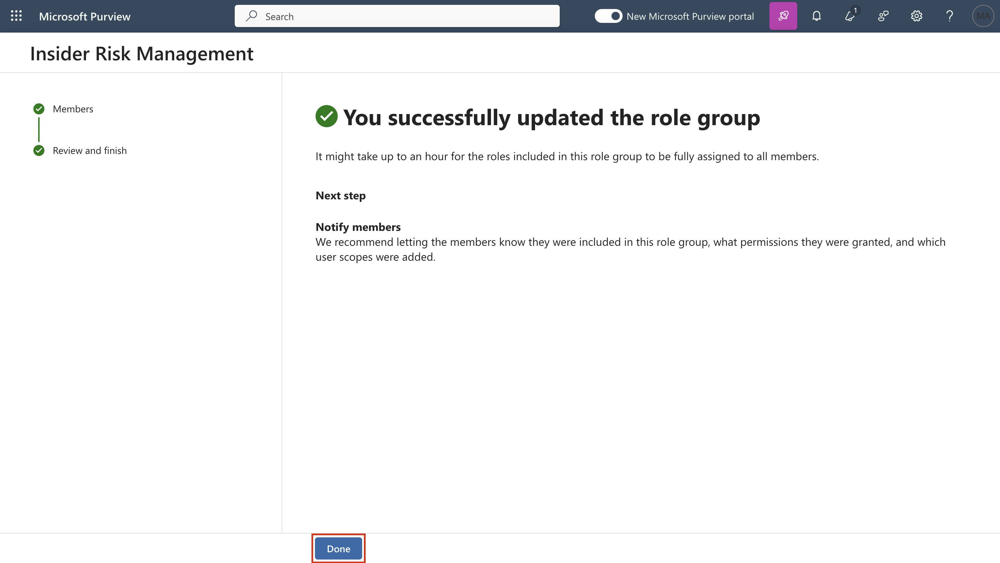 Microsoft Purview
Search
New Microsoft Purview portal
1
MA
Insider Risk Management
Members
Review and finish
You successfully updated the role group
It might take up to an hour for the roles included in this role group to be fully assigned to all members.
Next step
Notify members
We recommend letting the members know they were included in this role group, what permissions they were granted, and which
user scopes were added.
Done